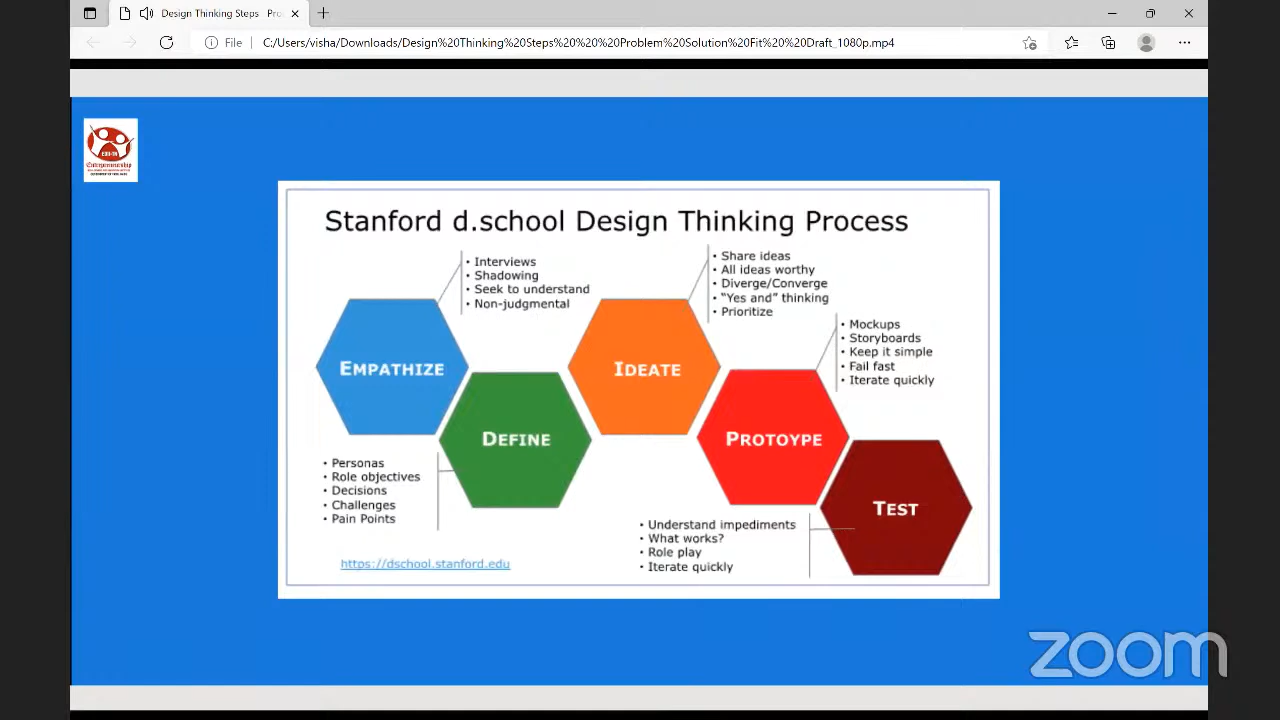 Design Thinking Steps Pro
File
C:/Users/visha/Downloads/Design%20Thinking%20Steps%20%20%20Problem%20Solution%20Fit%20%20Draft_1080p.mp4
Entrepreneurship
Stanford d.school Design Thinking Process
• Interviews
• Shadowing
• Seek to understand
• Non-judgmental
• Share ideas
• All ideas worthy
• Diverge/Converge
• “Yes and” thinking
• Prioritize
• Mockups
• Storyboards
• Keep it simple
• Fail fast
• Iterate quickly
EMPATHIZE
IDEATE
DEFINE
PROTOYPE
TEST
• Personas
• Role objectives
• Decisions
• Challenges
• Pain Points
• Understand impediments
• What works?
• Role play
• Iterate quickly
https://dschool.stanford.edu
zoom